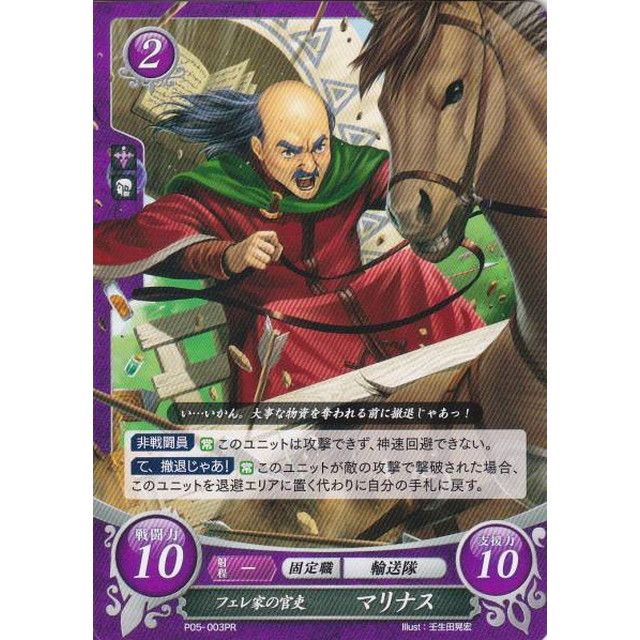 2
い…いかん。大事な物資を奪われる前に撤退じゃあっ！
非戦闘員 常 このユニットは攻撃できず、神速回避できない。
て、撤退じゃあ! 常 このユニットが敵の攻撃で撃破された場合、
このユニットを退避エリアに置く代わりに自分の手札に戻す。
戦闘力
10
射程 ー
固定職
輸送隊
支援力
10
フェレ家の官吏 マリナス
P05-003PR
Illust：壬生田晃宏